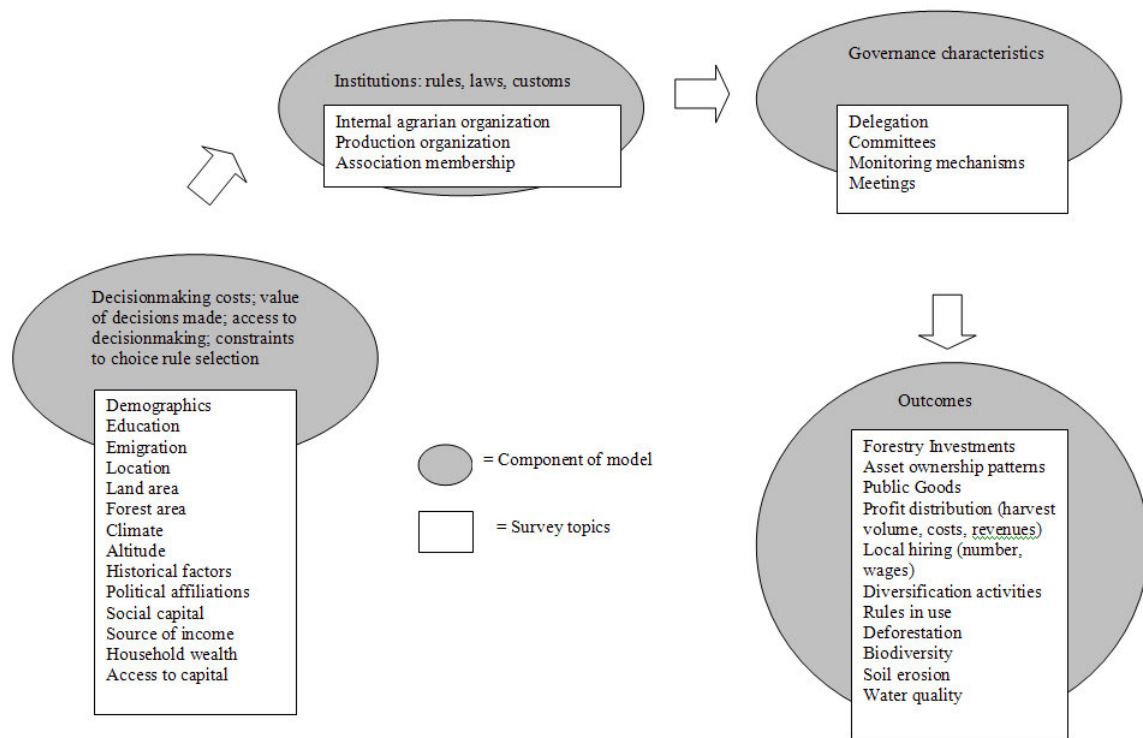 Institutions: rules, laws, customs
Internal agrarian organization
Production organization
Association membership
Governance characteristics
Delegation
Committees
Monitoring mechanisms
Meetings
Decisionmaking costs; value
of decisions made; access to
decisionmaking; constraints
to choice rule selection
Demographics
Education
Emigration
Location
Land area
Forest area
Climate
Altitude
Historical factors
Political affiliations
Social capital
Source of income
Household wealth
Access to capital
= Component of model
= Survey topics
Outcomes
Forestry Investments
Asset ownership patterns
Public Goods
Profit distribution (harvest
volume, costs, revenues)
Local hiring (number,
wages)
Diversification activities
Rules in use
Deforestation
Biodiversity
Soil erosion
Water quality